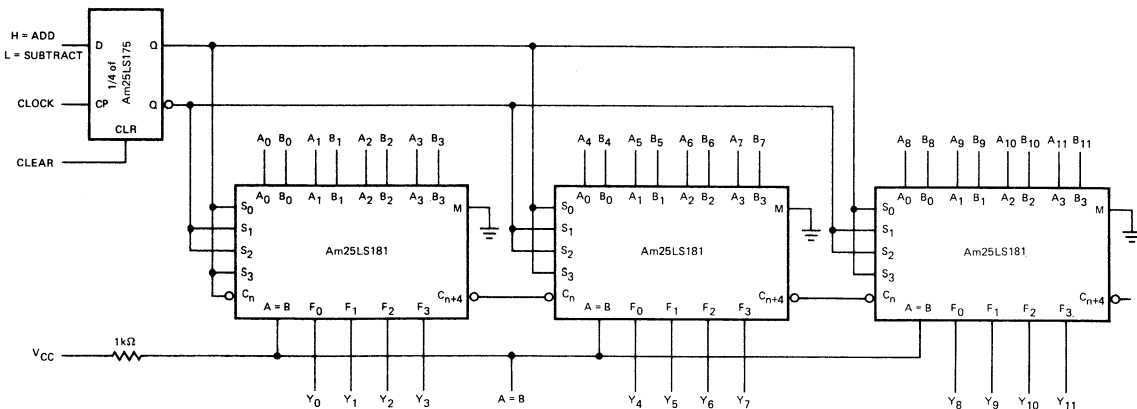 H = ADD
L = SUBTRACT
D
Q
1/4 of
Am25LS175
CLOCK
CP
Q
CLR
CLEAR
A0 B0 A1 B1 A2 B2 A3 B3
A4 B4 A5 B5 A6 B6 A7 B7
A8 B8 A9 B9 A10 B10 A11 B11
A0 B0 A1 B1 A2 B2 A3 B3
M
S0
S1
S2
S3
Am25LS181
Cn
Cn+4
A = B F0 F1 F2 F3
A0 B0 A1 B1 A2 B2 A3 B3
M
S0
S1
S2
S3
Am25LS181
Cn
Cn+4
A = B F0 F1 F2 F3
A0 B0 A1 B1 A2 B2 A3 B3
M
S0
S1
S2
S3
Am25LS181
Cn
Cn+4
A = B F0 F1 F2 F3
VCC
1kΩ
Y0 Y1 Y2 Y3 A = B Y4 Y5 Y6 Y7 Y8 Y9 Y10 Y11